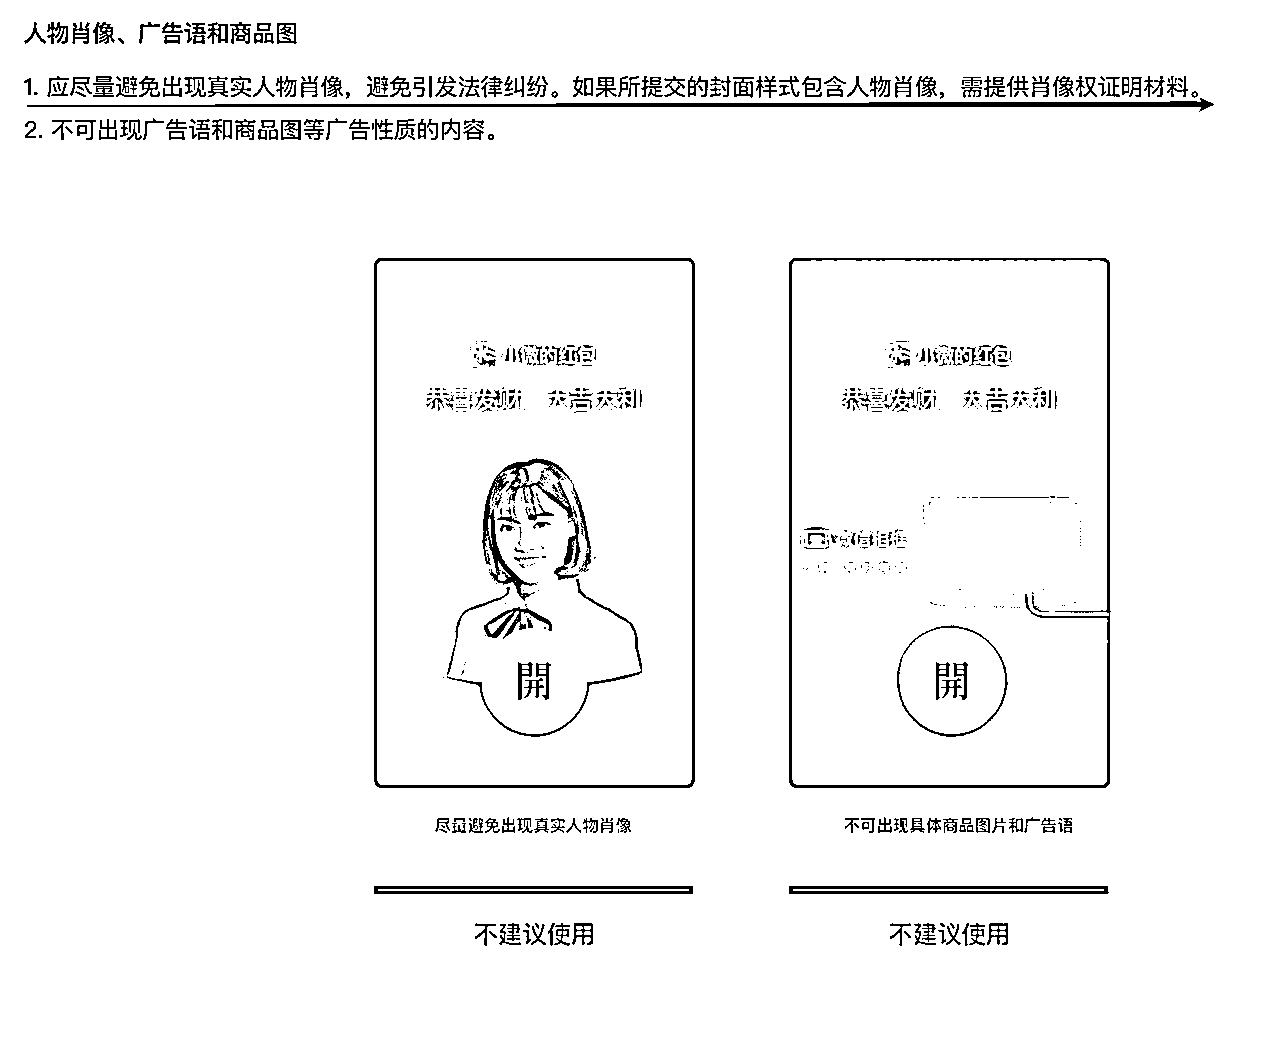 人物肖像、广告语和商品图
1. 应尽量避免出现真实人物肖像，避免引发法律纠纷。如果所提交的封面样式包含人物肖像，需提供肖像权证明材料。
2. 不可出现广告语和商品图等广告性质的内容。
小微的红包
小微的红包
恭喜发财 大吉大利
恭喜发财 大吉大利
開
開
尽量避免出现真实人物肖像
不可出现具体商品图片和广告语
不建议使用
不建议使用